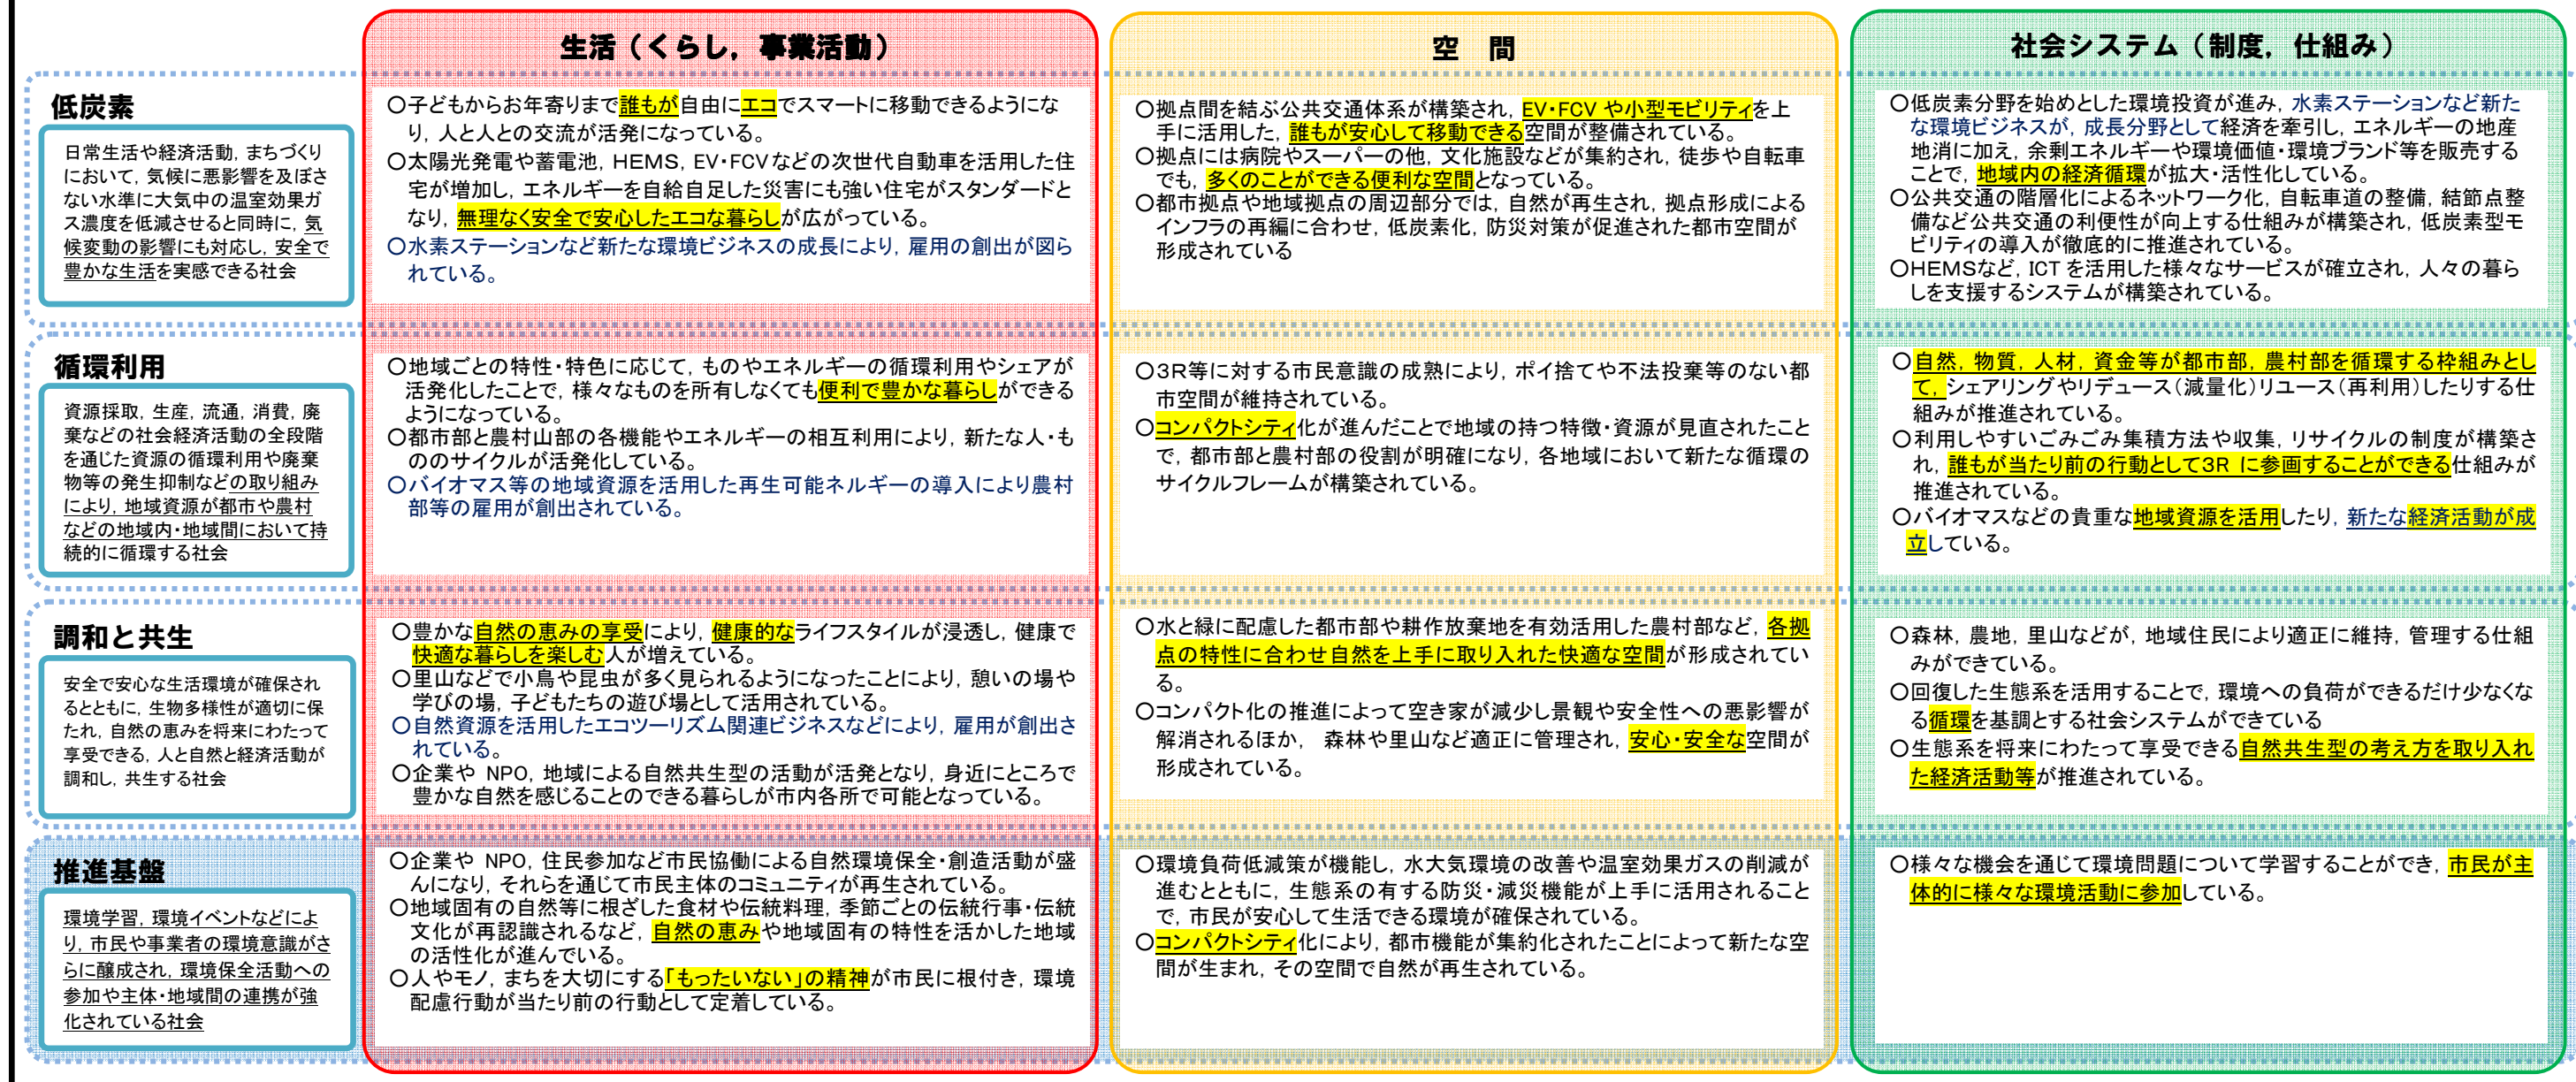 生活（くらし，事業活動）
空　間
社会システム（制度，仕組み）
低炭素
日常生活や経済活動，まちづくり
において，気候に悪影響を及ぼさ
ない水準に大気中の温室効果ガ
ス濃度を低減させると同時に，気
候変動の影響にも対応し，安全で
豊かな生活を実感できる社会
○子どもからお年寄りまで誰もが自由にエコでスマートに移動できるようにな
り，人と人との交流が活発になっている。
○太陽光発電や蓄電池，HEMS，EV・FCVなどの次世代自動車を活用した住
宅が増加し，エネルギーを自給自足した災害にも強い住宅がスタンダードと
なり，無理なく安全で安心したエコな暮らしが広がっている。
○水素ステーションなど新たな環境ビジネスの成長により，雇用の創出が図ら
れている。
○拠点間を結ぶ公共交通体系が構築され，EV・FCV や小型モビリティを上
手に活用した，誰もが安心して移動できる空間が整備されている。
○拠点には病院やスーパーの他，文化施設などが集約され，徒歩や自転車
でも，多くのことができる便利な空間となっている。
○都市拠点や地域拠点の周辺部分では，自然が再生され，拠点形成による
インフラの再編に合わせ，低炭素化，防災対策が促進された都市空間が
形成されている
○低炭素分野を始めとした環境投資が進み，水素ステーションなど新た
な環境ビジネスが，成長分野として経済を牽引し，エネルギーの地産
地消に加え，余剰エネルギーや環境価値・環境ブランド等を販売する
ことで，地域内の経済循環が拡大・活性化している。
○公共交通の階層化によるネットワーク化，自転車道の整備，結節点整
備など公共交通の利便性が向上する仕組みが構築され，低炭素型モ
ビリティの導入が徹底的に推進されている。
○HEMSなど，ICT を活用した様々なサービスが確立され，人々の暮ら
しを支援するシステムが構築されている。
循環利用
資源採取，生産，流通，消費，廃
棄などの社会経済活動の全段階
を通じた資源の循環利用や廃棄
物等の発生抑制などの取り組み
により，地域資源が都市や農村
などの地域内・地域間において持
続的に循環する社会
○地域ごとの特性・特色に応じて，ものやエネルギーの循環利用やシェアが
活発化したことで，様々なものを所有しなくても便利で豊かな暮らしができる
ようになっている。
○都市部と農村山部の各機能やエネルギーの相互利用により，新たな人・も
ののサイクルが活発化している。
○バイオマス等の地域資源を活用した再生可能ネルギーの導入により農村
部等の雇用が創出されている。
○3R等に対する市民意識の成熟により，ポイ捨てや不法投棄等のない都
市空間が維持されている。
○コンパクトシティ化が進んだことで地域の持つ特徴・資源が見直されたこと
で，都市部と農村部の役割が明確になり，各地域において新たな循環の
サイクルフレームが構築されている。
○自然，物質，人材，資金等が都市部，農村部を循環する枠組みとし
て，シェアリングやリデュース（減量化）リユース（再利用）したりする仕
組みが推進されている。
○利用しやすいごみごみ集積方法や収集，リサイクルの制度が構築さ
れ，誰もが当たり前の行動として3R に参画することができる仕組みが
推進されている。
○バイオマスなどの貴重な地域資源を活用したり，新たな経済活動が成
立している。
調和と共生
安全で安心な生活環境が確保され
るとともに，生物多様性が適切に保
たれ，自然の恵みを将来にわたって
享受できる，人と自然と経済活動が
調和し，共生する社会
○豊かな自然の恵みの享受により，健康的なライフスタイルが浸透し，健康で
快適な暮らしを楽しむ人が増えている。
○里山などで小鳥や昆虫が多く見られるようになったことにより，憩いの場や
学びの場，子どもたちの遊び場として活用されている。
○自然資源を活用したエコツーリズム関連ビジネスなどにより，雇用が創出さ
れている。
○企業や NPO，地域による自然共生型の活動が活発となり，身近にところで
豊かな自然を感じることのできる暮らしが市内各所で可能となっている。
○水と緑に配慮した都市部や耕作放棄地を有効活用した農村部など，各拠
点の特性に合わせ自然を上手に取り入れた快適な空間が形成されてい
る。
○コンパクト化の推進によって空き家が減少し景観や安全性への悪影響が
解消されるほか，　森林や里山など適正に管理され，安心・安全な空間が
形成されている。
○森林，農地，里山などが，地域住民により適正に維持，管理する仕組
みができている。
○回復した生態系を活用することで，環境への負荷ができるだけ少なくな
る循環を基調とする社会システムができている
○生態系を将来にわたって享受できる自然共生型の考え方を取り入れ
た経済活動等が推進されている。
推進基盤
環境学習，環境イベントなどによ
り，市民や事業者の環境意識がさ
らに醸成され，環境保全活動への
参加や主体・地域間の連携が強
化されている社会
○企業や NPO，住民参加など市民協働による自然環境保全・創造活動が盛
んになり，それらを通じて市民主体のコミュニティが再生されている。
○地域固有の自然等に根ざした食材や伝統料理，季節ごとの伝統行事・伝統
文化が再認識されるなど，自然の恵みや地域固有の特性を活かした地域
の活性化が進んでいる。
○人やモノ，まちを大切にする「もったいない」の精神が市民に根付き，環境
配慮行動が当たり前の行動として定着している。
○環境負荷低減策が機能し，水大気環境の改善や温室効果ガスの削減が
進むとともに，生態系の有する防災・減災機能が上手に活用されること
で，市民が安心して生活できる環境が確保されている。
○コンパクトシティ化により，都市機能が集約化されたことによって新たな空
間が生まれ，その空間で自然が再生されている。
○様々な機会を通じて環境問題について学習することができ，市民が主
体的に様々な環境活動に参加している。